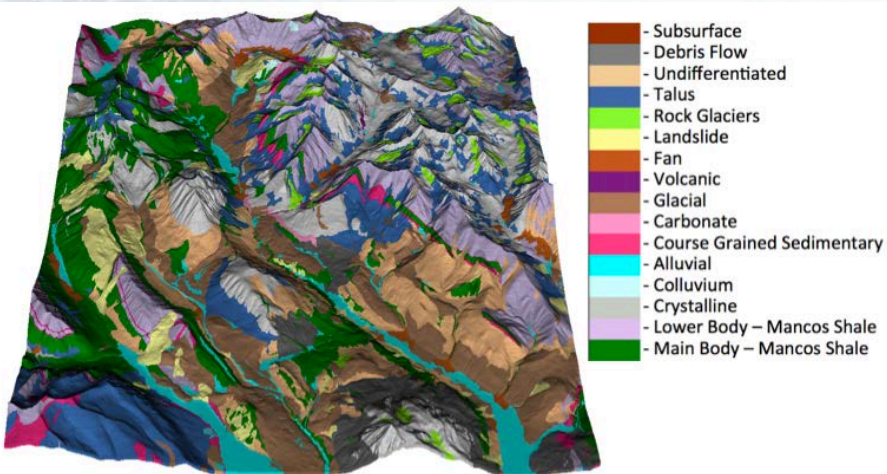 - Subsurface
- Debris Flow
- Undifferentiated
- Talus
- Rock Glaciers
- Landslide
- Fan
- Volcanic
- Glacial
- Carbonate
- Course Grained Sedimentary
- Alluvial
- Colluvium
- Crystalline
- Lower Body – Mancos Shale
- Main Body – Mancos Shale